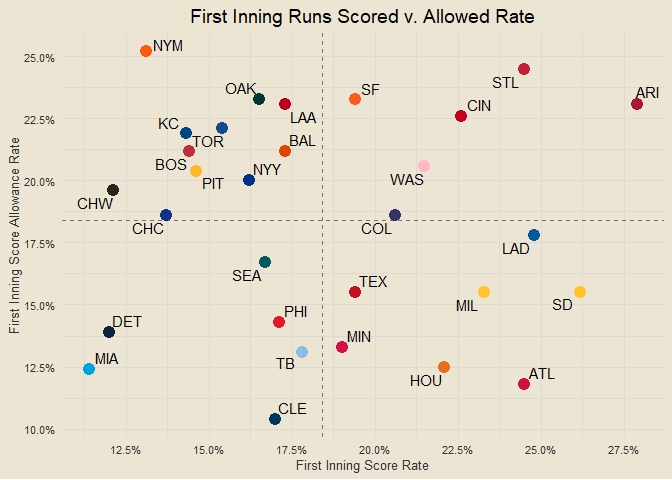 First Inning Runs Scored v. Allowed Rate
First Inning Score Allowance Rate
25.0%
22.5%
20.0%
17.5%
15.0%
12.5%
10.0%
NYM
STL
OAK
SF
ARI
CIN
LAA
KC
TOR
BAL
BOS
PIT
NYY
WAS
CHW
CHC
COL
LAD
SEA
TEX
MIL
SD
PHI
DET
MIN
MIA
TB
HOU
ATL
CLE
12.5%
15.0%
17.5%
20.0%
22.5%
25.0%
27.5%
First Inning Score Rate